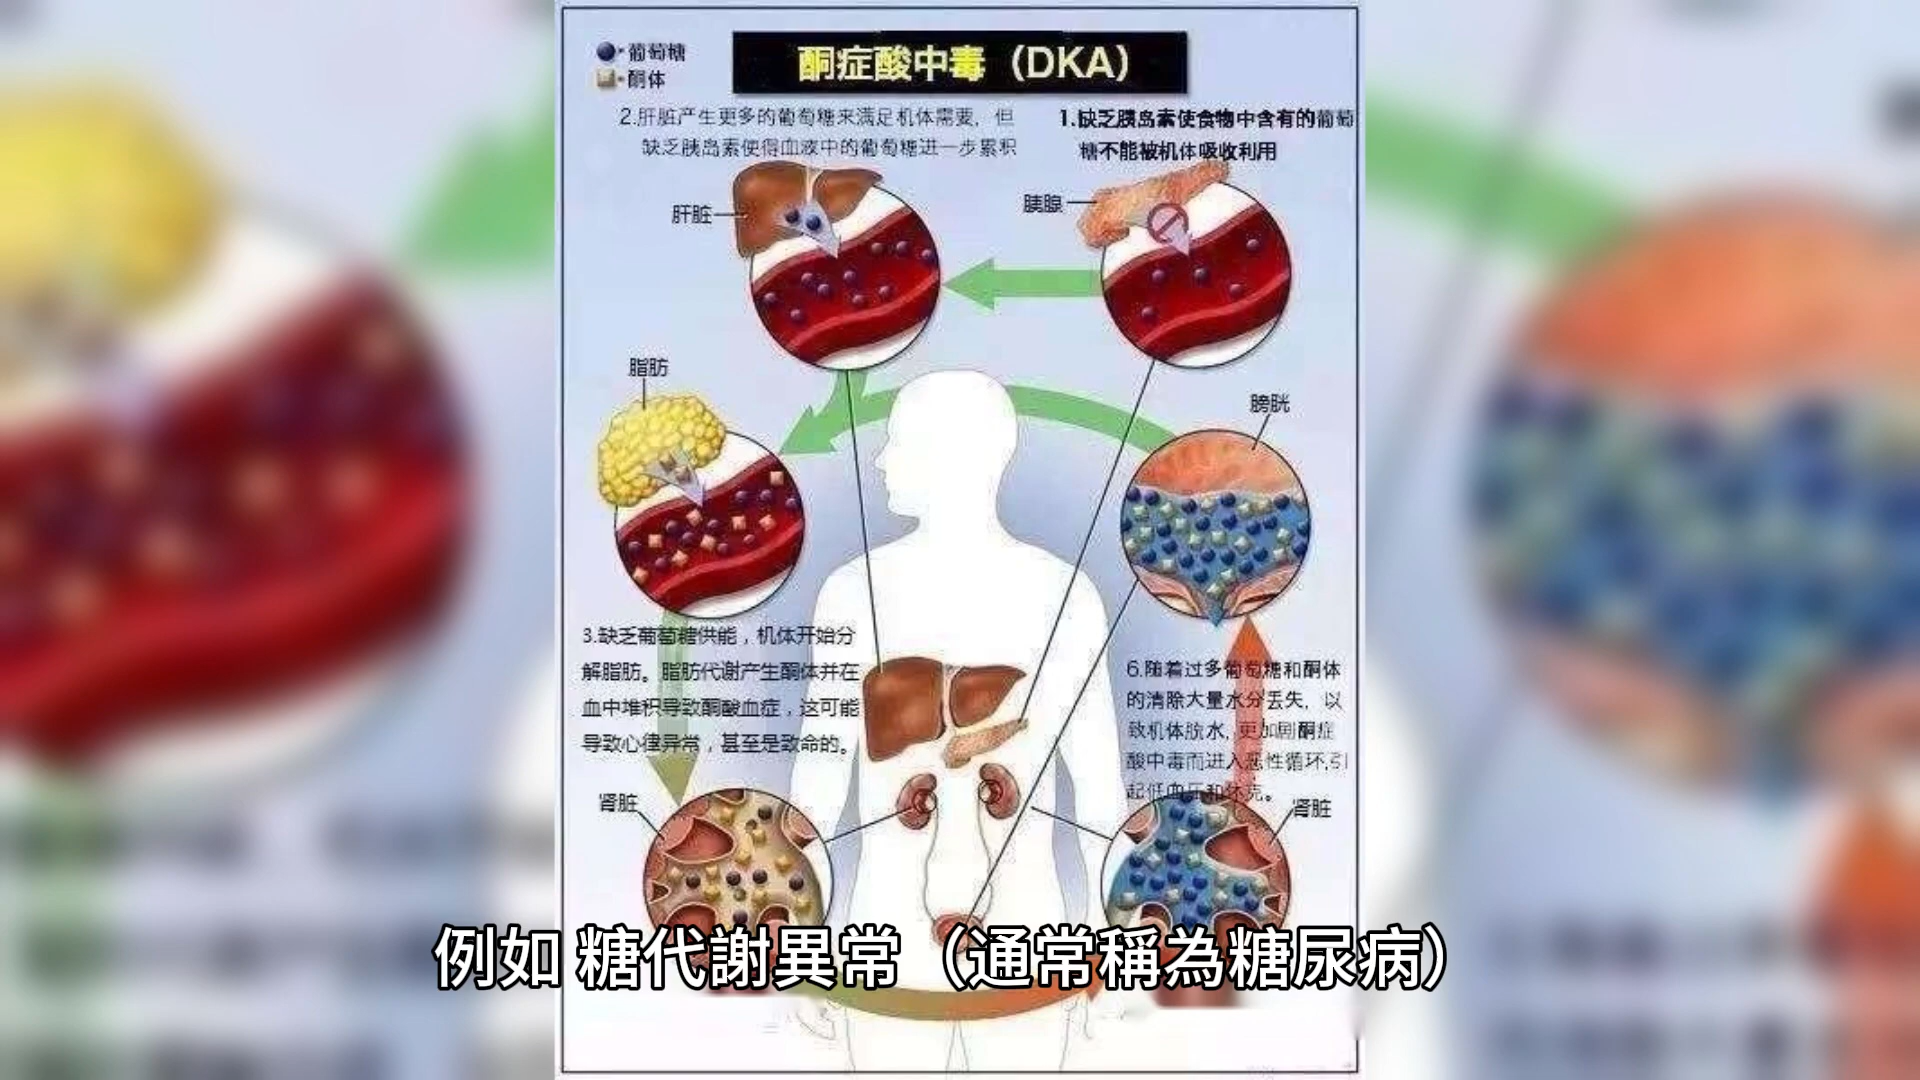 酮症酸中毒（DKA）
葡萄糖
酮体
2.肝脏产生更多的葡萄糖来满足机体需要，但
缺乏胰岛素使得血液中的葡萄糖进一步累积
1.缺乏胰岛素使食物中含有的葡萄
糖不能被机体吸收利用
肝脏
胰腺
脂肪
膀胱
3.缺乏葡萄糖供能，机体开始分
解脂肪。脂肪代谢产生酮体并在
血中堆积导致酮酸血症，这可能
导致心律异常，甚至是致命的。
6.随着过多葡萄糖和酮体
的清除大量水分丢失，以
致机体脱水，更加剧酮症
酸中毒而进入恶性循环,引
起低血压和休克。
肾脏
肾脏
例如 糖代謝異常（通常稱為糖尿病）